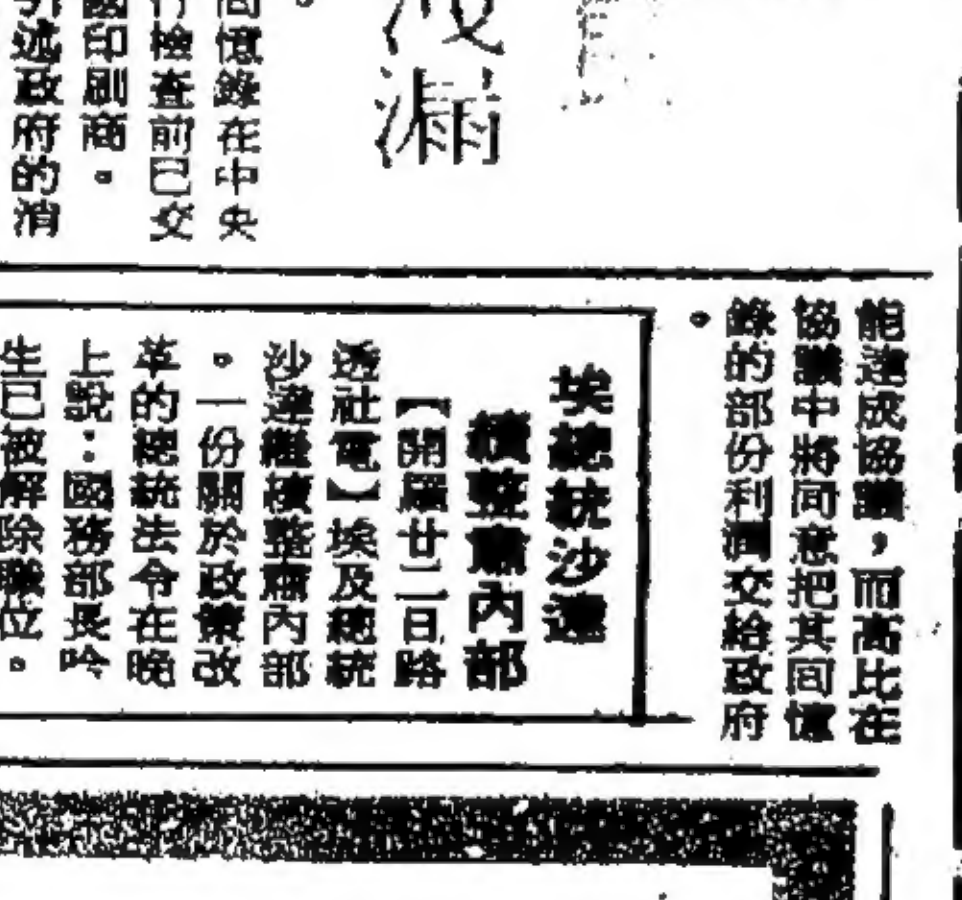 沒漏
回憶錄在中央
行檢查前已交
國印刷商。
引述政府的消
能達成協議，而高比在
協議中將同意把其回憶
錄的部份利潤交給政府
。
埃總統沙達
續整肅內部
【開羅廿二日路
透社電】埃及總統
沙達繼續整肅內部
。一份關於政策改
革的總統法令在晚
上說：國務部長吟
生已被解除職位。